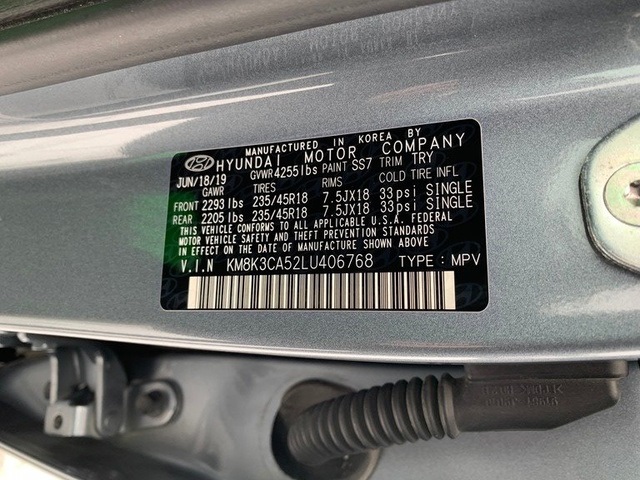 MANUFACTURED IN KOREA BY
HYUNDAI MOTOR COMPANY
JUN/18/19 GVWR4255lbs PAINT SS7 TRIM TRY
GAWR TIRES RIMS COLD TIRE INFL
FRONT 2293lbs 235/45R18 7.5JX18 33psi SINGLE
REAR 2205lbs 235/45R18 7.5JX18 33psi SINGLE
THIS VEHICLE CONFORMS TO ALL APPLICABLE U.S.A. FEDERAL
MOTOR VEHICLE SAFETY AND THEFT PREVENTION STANDARDS
IN EFFECT ON THE DATE OF MANUFACTURE SHOWN ABOVE.
V.I.N KM8K3CA52LU406768 TYPE : MPV